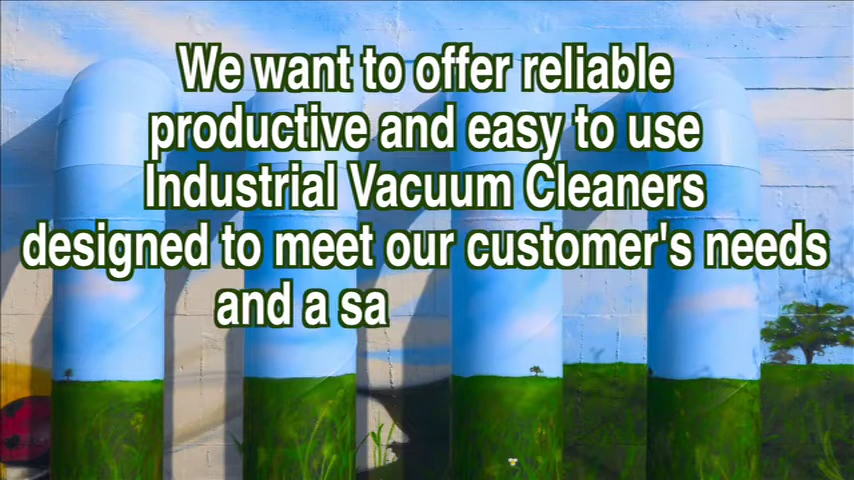 We want to offer reliable
productive and easy to use
Industrial Vacuum Cleaners
designed to meet our customer's needs
and a sa